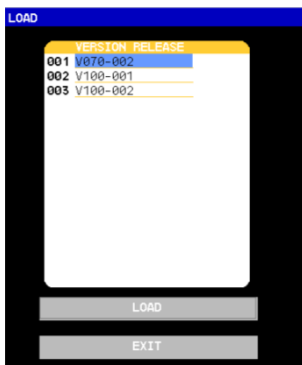 LOAD
VERSION RELEASE
001 V070-002
002 V100-001
003 V100-002
LOAD
EXIT